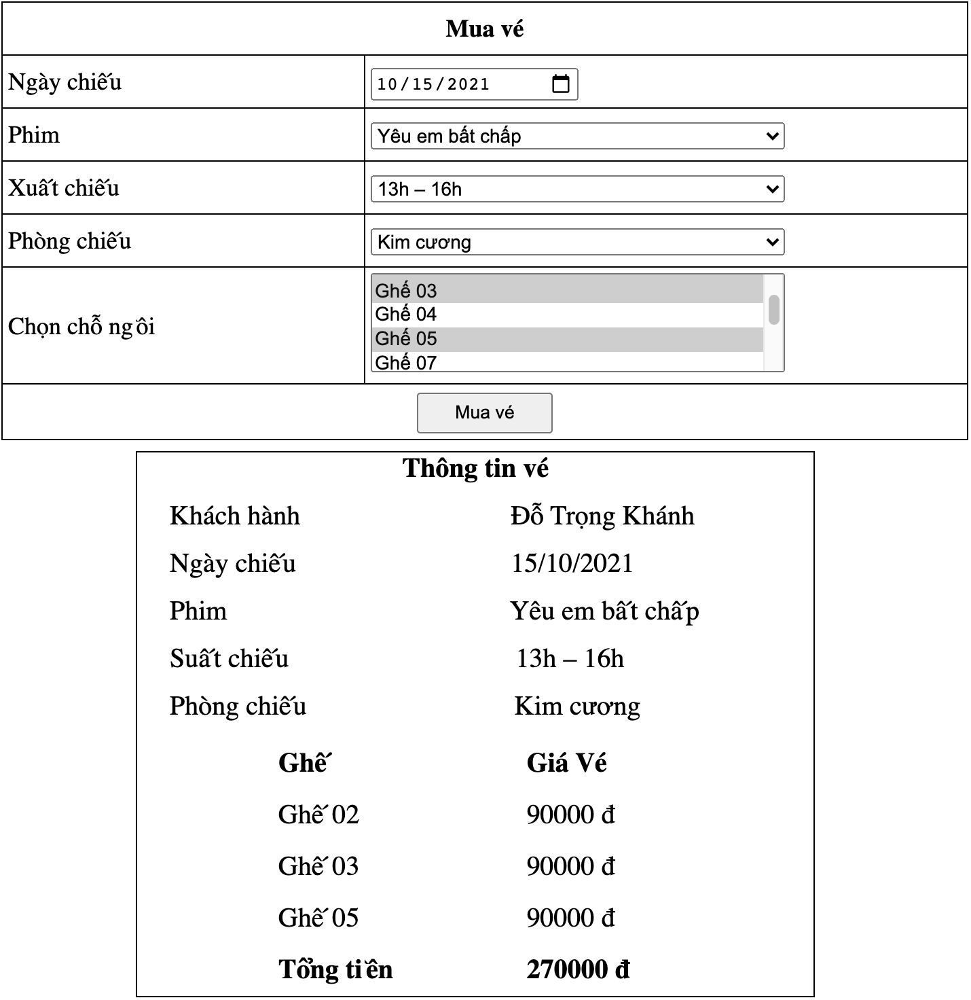 Mua vé
Ngày chiếu 10/15/2021
Phim Yêu em bất chấp
Xuất chiếu 13h – 16h
Phòng chiếu Kim cương
Chọn chỗ ngồi
Ghế 03
Ghế 04
Ghế 05
Ghế 07
Mua vé
Thông tin vé
Khách hành Đỗ Trọng Khánh
Ngày chiếu 15/10/2021
Phim Yêu em bất chấp
Suất chiếu 13h – 16h
Phòng chiếu Kim cương
Ghế Giá Vé
Ghế 02 90000 đ
Ghế 03 90000 đ
Ghế 05 90000 đ
Tổng tiền 270000 đ